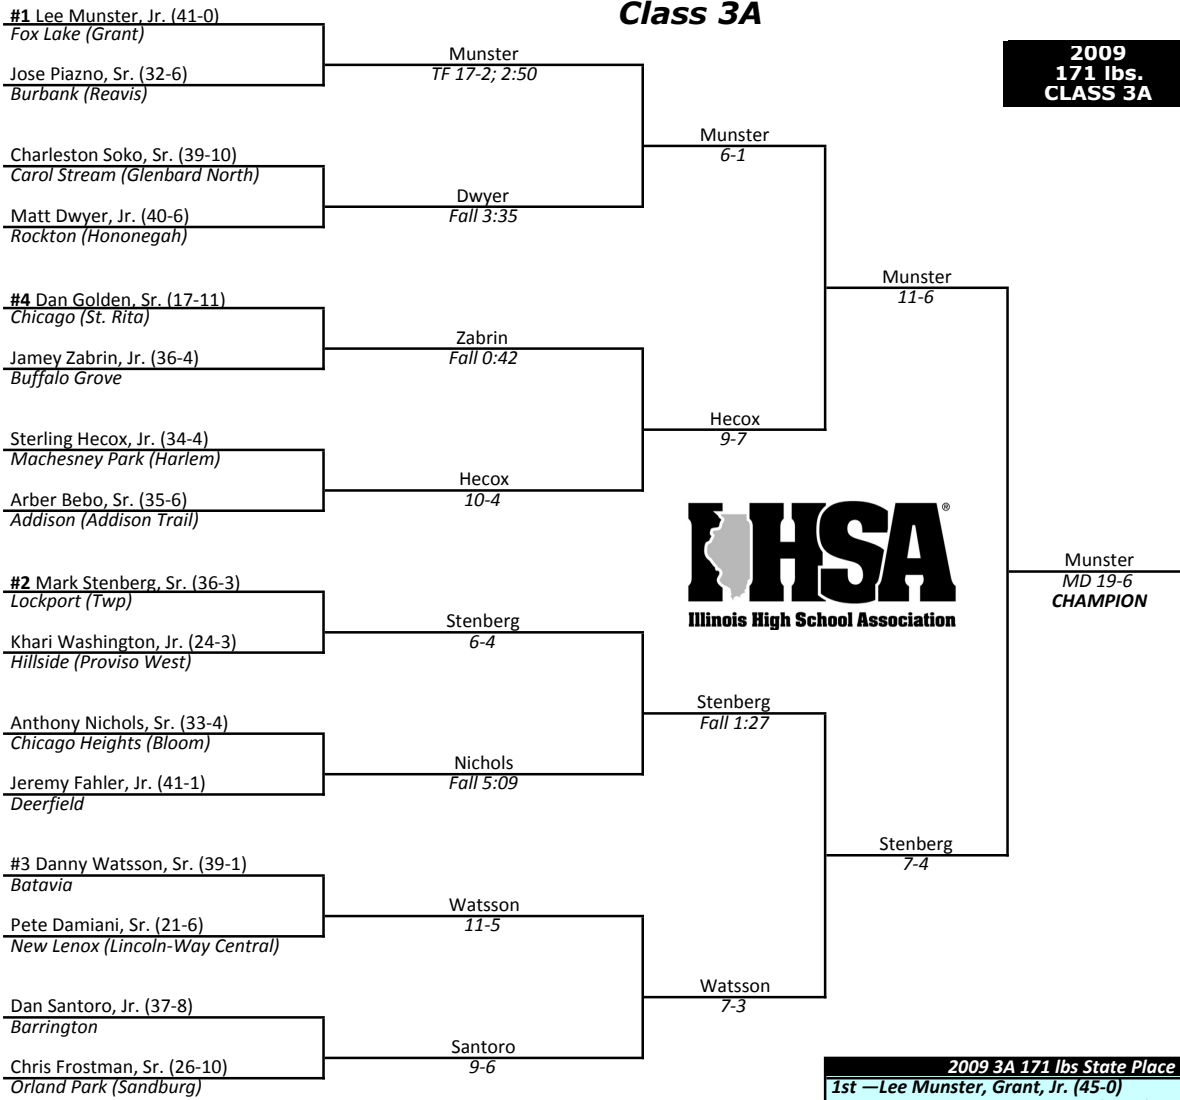 Class 3A
2009
171 lbs.
CLASS 3A
#1 Lee Munster, Jr. (41-0)
Fox Lake (Grant)
Jose Piazno, Sr. (32-6)
Burbank (Reavis)
Charleston Soko, Sr. (39-10)
Carol Stream (Glenbard North)
Matt Dwyer, Jr. (40-6)
Rockton (Hononegah)
#4 Dan Golden, Sr. (17-11)
Chicago (St. Rita)
Jamey Zabrin, Jr. (36-4)
Buffalo Grove
Sterling Hecox, Jr. (34-4)
Machesney Park (Harlem)
Arber Bebo, Sr. (35-6)
Addison (Addison Trail)
#2 Mark Stenberg, Sr. (36-3)
Lockport (Twp)
Khari Washington, Jr. (24-3)
Hillside (Proviso West)
Anthony Nichols, Sr. (33-4)
Chicago Heights (Bloom)
Jeremy Fahler, Jr. (41-1)
Deerfield
#3 Danny Watsson, Sr. (39-1)
Batavia
Pete Damiani, Sr. (21-6)
New Lenox (Lincoln-Way Central)
Dan Santoro, Jr. (37-8)
Barrington
Chris Frostman, Sr. (26-10)
Orland Park (Sandburg)
Munster
TF 17-2; 2:50
Dwyer
Fall 3:35
Zabrin
Fall 0:42
Hecox
10-4
Stenberg
6-4
Nichols
Fall 5:09
Watsson
11-5
Santoro
9-6
Munster
6-1
Hecox
9-7
Stenberg
Fall 1:27
Watsson
7-3
Munster
11-6
Stenberg
7-4
Munster
MD 19-6
CHAMPION
IHSA®
Illinois High School Association
2009 3A 171 lbs State Place
1st —Lee Munster, Grant, Jr. (45-0)